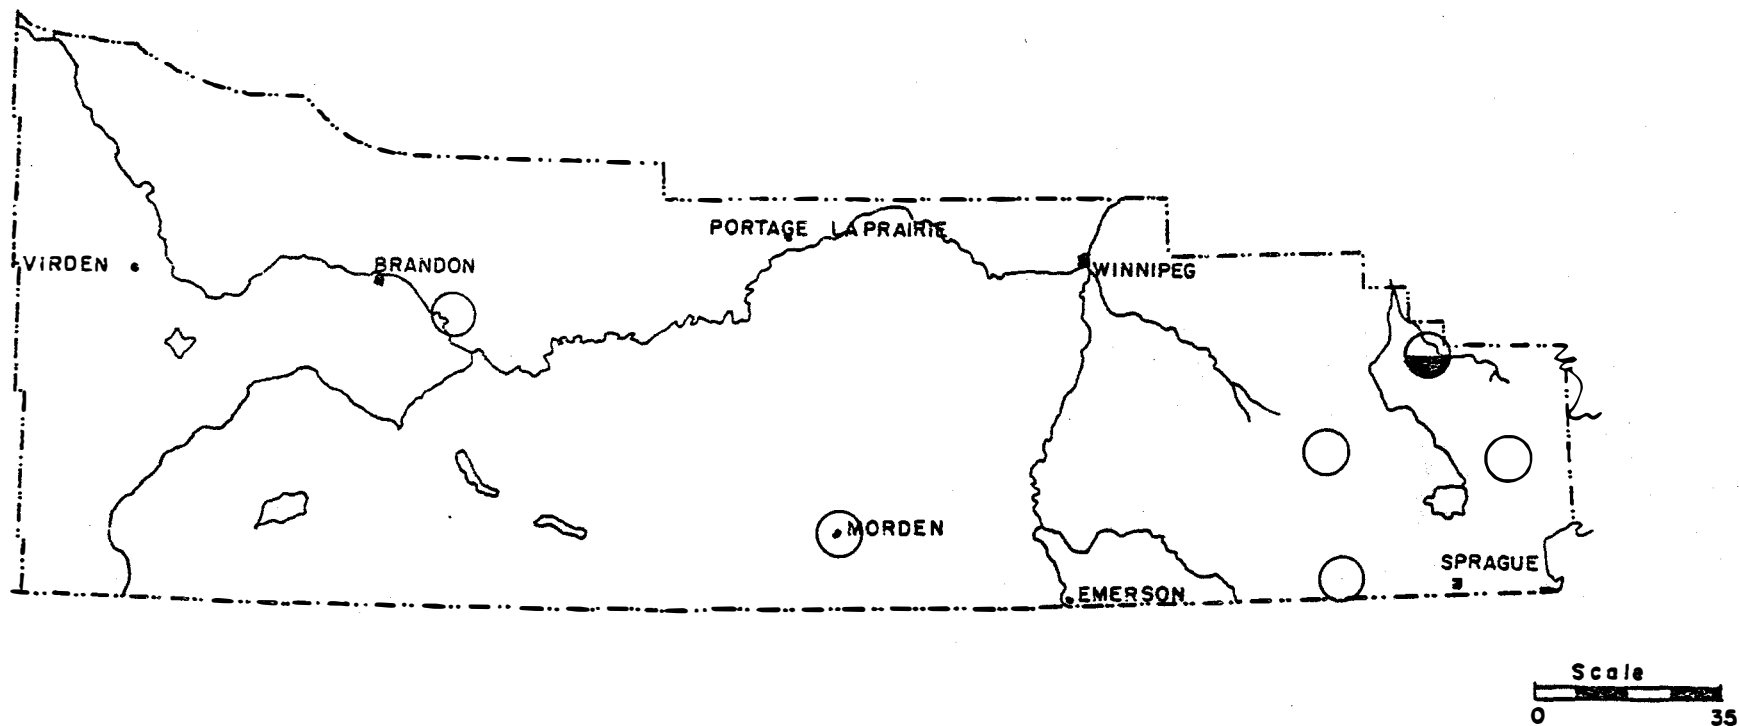 PORTAGE LA PRAIRIE
VIRDEN
BRANDON
WINNIPEG
MORDEN
SPRAGUE
EMERSON
Scale
0 35